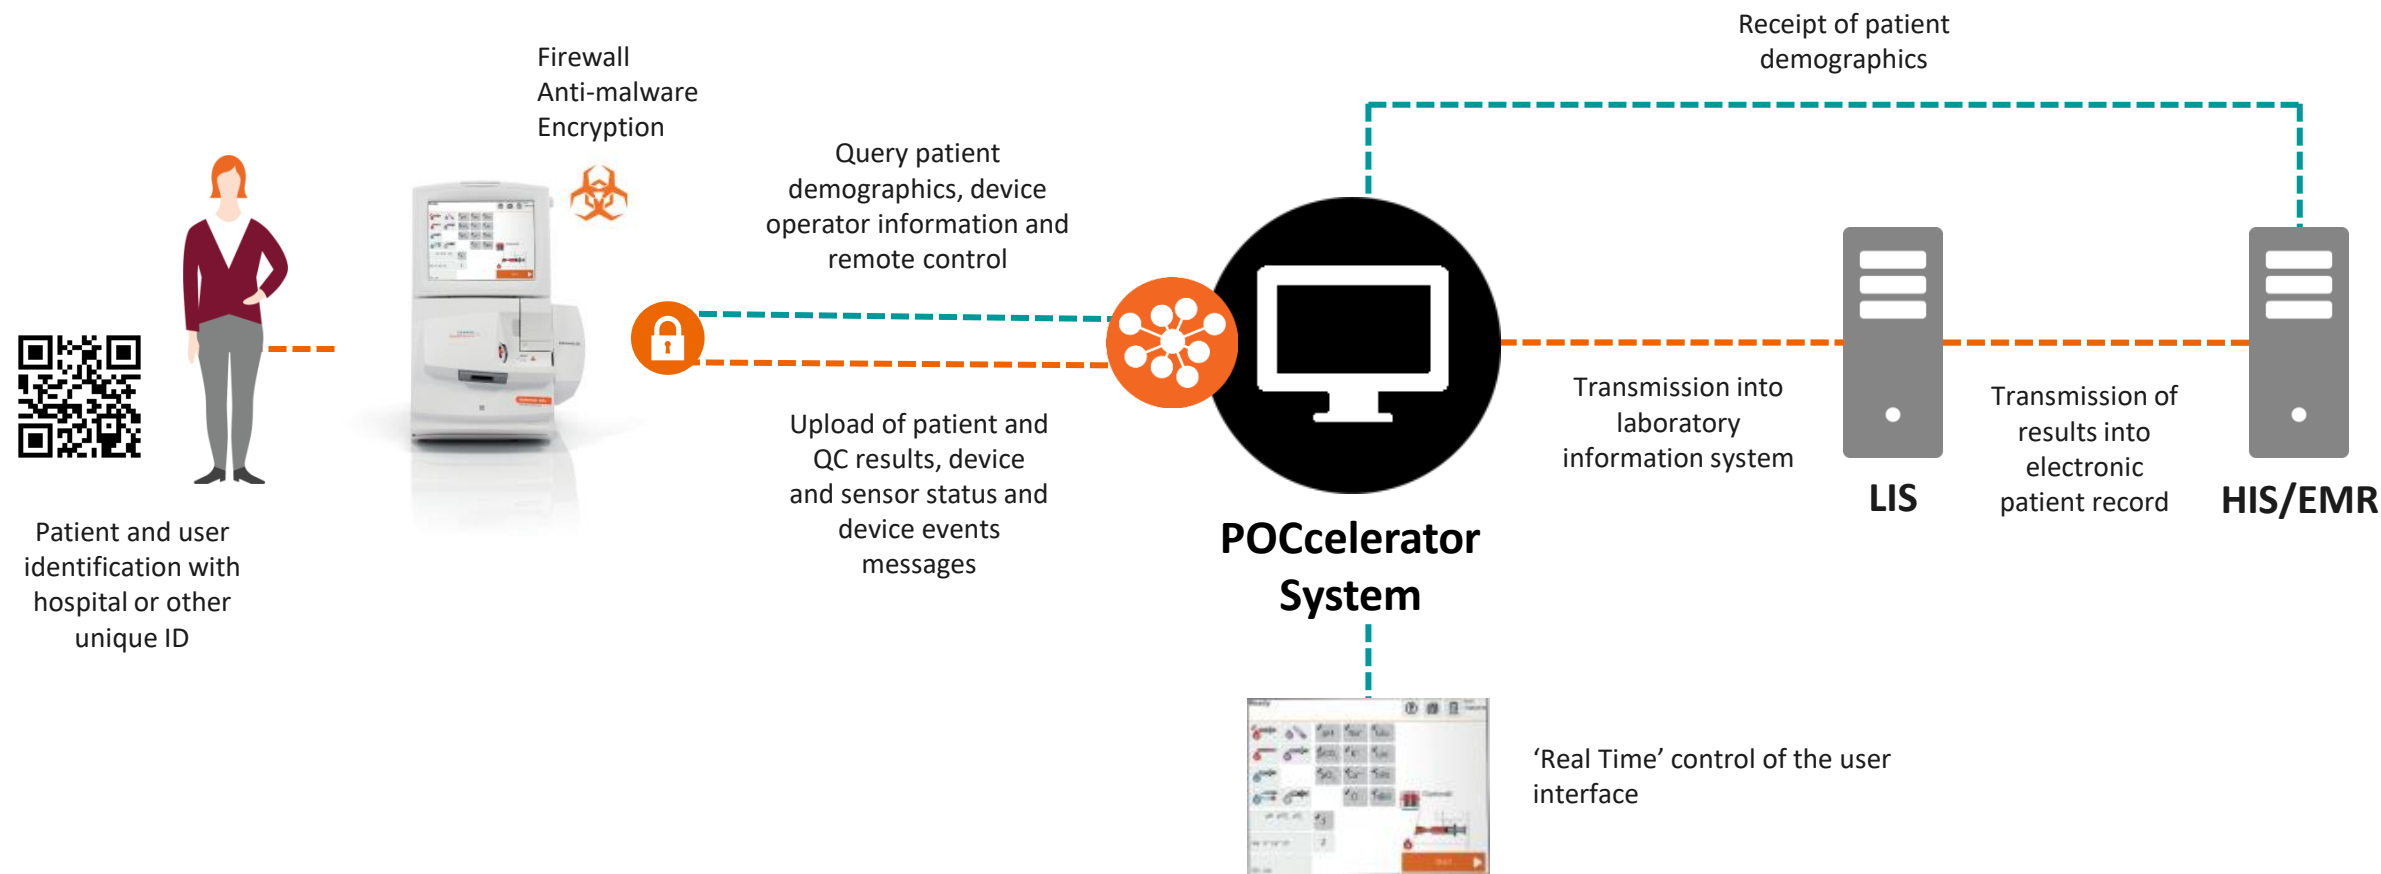 Receipt of patient
demographics
Firewall
Anti-malware
Encryption
Query patient
demographics, device
operator information and
remote control
Patient and user
identification with
hospital or other
unique ID
Upload of patient and
QC results, device
and sensor status and
device events
messages
POCcelerator
System
Transmission into
laboratory
information system
LIS
Transmission of
results into
electronic
patient record
HIS/EMR
Ready
‘Real Time’ control of the user
interface